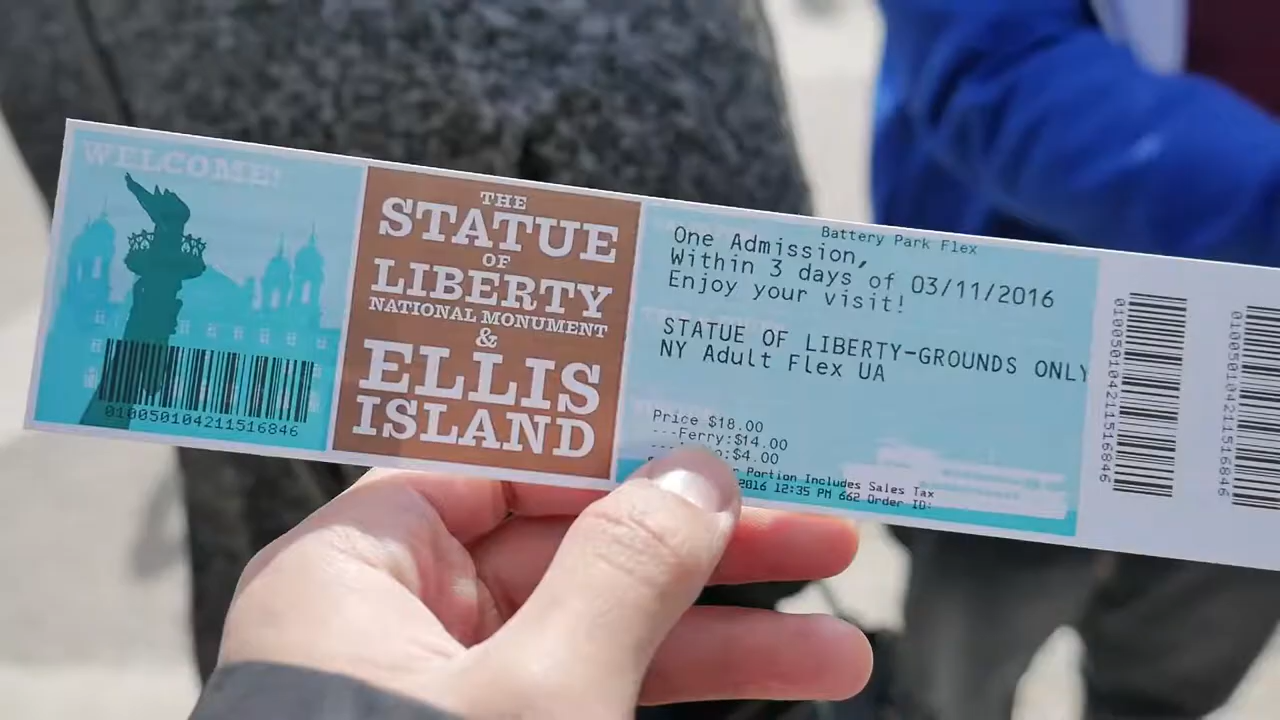 WELCOME!
010050104211516846
THE
STATUE
OF
LIBERTY
NATIONAL MONUMENT
&
ELLIS
ISLAND
Battery Park Flex
One Admission,
Within 3 days of 03/11/2016
Enjoy your visit!
STATUE OF LIBERTY-GROUNDS ONLY
NY Adult Flex UA
Price $18.00
---Ferry:$14.00
:$4.00
Portion Includes Sales Tax
2016 12:35 PM 662 Order ID:
010050104211516846
010050104211516846